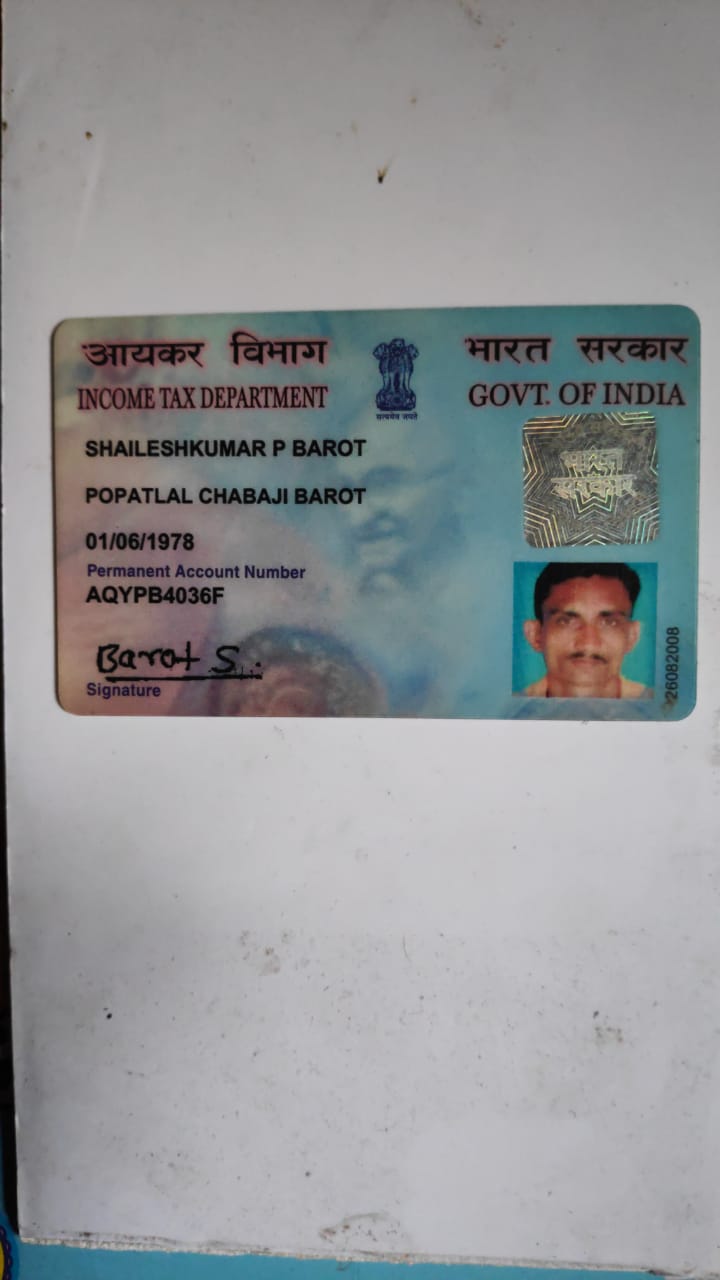 आयकर विभाग
INCOME TAX DEPARTMENT
सत्यमेव जयते
भारत सरकार
GOVT. OF INDIA
SHAILESHKUMAR P BAROT
POPATLAL CHABAJI BAROT
01/06/1978
Permanent Account Number
AQYPB4036F
Barot S.
Signature
भारत
सरकार
26082008